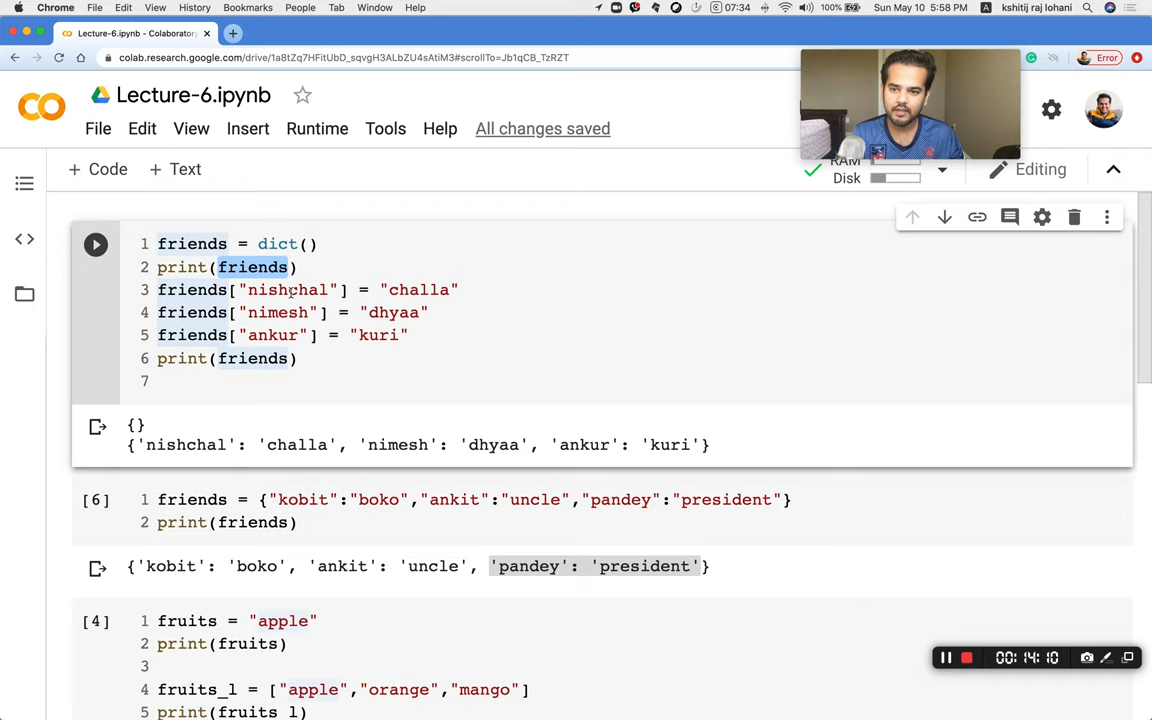 Chrome File Edit View History Bookmarks People Tab Window Help 07:34 100% Sun May 10 5:58 PM A kshitij raj lohani
Lecture-6.ipynb - Colaboratory
colab.research.google.com/drive/1a8tZq7HFitUbD_sqvgH3ALbZU4sAtiM3#scrollTo=Jb1qCB_TzRZT
Error
CO Lecture-6.ipynb
File Edit View Insert Runtime Tools Help All changes saved
+ Code + Text
RAM
Disk
Editing
1 friends = dict()
2 print(friends)
3 friends["nishchal"] = "challa"
4 friends["nimesh"] = "dhyaa"
5 friends["ankur"] = "kuri"
6 print(friends)
7
{}
{'nishchal': 'challa', 'nimesh': 'dhyaa', 'ankur': 'kuri'}
[6] 1 friends = {"kobit":"boko","ankit":"uncle","pandey":"president"}
2 print(friends)
{'kobit': 'boko', 'ankit': 'uncle', 'pandey': 'president'}
[4] 1 fruits = "apple"
2 print(fruits)
3
4 fruits_l = ["apple","orange","mango"]
5 print(fruits_l)
00:14:10